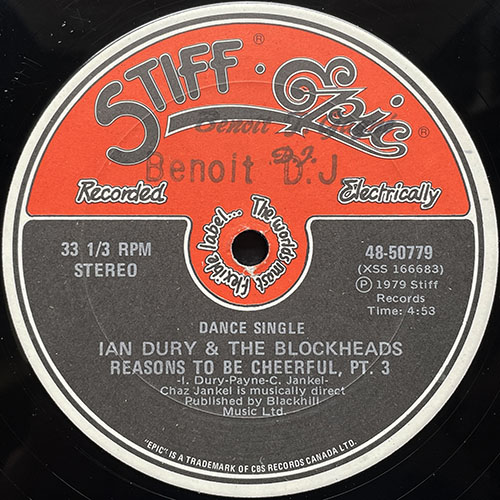 STIFF · Epic
Benoit
Benoit D.J
D.J.
Recorded Electrically
The worlds most flexible label...
33 1/3 RPM
STEREO
48-50779
(XSS 166683)
Ⓟ 1979 Stiff
Records
Time: 4:53
DANCE SINGLE
IAN DURY & THE BLOCKHEADS
REASONS TO BE CHEERFUL, PT. 3
-I. Dury-Payne-C. Jankel-
Chaz Jankel is musically direct
Published by Blackhill
Music Ltd.
"EPIC" IS A TRADEMARK OF CBS RECORDS CANADA LTD.